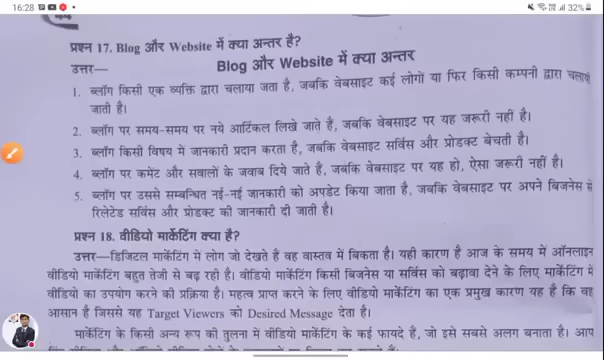 16:28
32%
प्रश्न 17. Blog और Website में क्या अन्तर है?
उत्तर— Blog और Website में क्या अन्तर
1. ब्लॉग किसी एक व्यक्ति द्वारा चलाया जता है, जबकि वेबसाइट कई लोगों या फिर किसी कम्पनी द्वारा चलायी
जाती है।
2. ब्लॉग पर समय-समय पर नये आर्टिकल लिखे जाते हैं, जबकि वेबसाइट पर यह जरूरी नहीं है।
3. ब्लॉग किसी विषय में जानकारी प्रदान करता है, जबकि वेबसाइट सर्विस और प्रोडक्ट बेचती है।
4. ब्लॉग पर कमेंट और सवालों के जवाब दिये जाते हैं, जबकि वेबसाइट पर यह हो, ऐसा जरूरी नहीं है।
5. ब्लॉग पर उससे सम्बन्धित नई-नई जानकारी को अपडेट किया जाता है, जबकि वेबसाइट पर अपने बिजनेस से
रिलेटेड सर्विस और प्रोडक्ट की जानकारी दी जाती है।
प्रश्न 18. वीडियो मार्केटिंग क्या है?
उत्तर—डिजिटल मार्केटिंग में लोग जो देखते हैं वह वास्तव में बिकता है। यही कारण है आज के समय में ऑनलाइन
वीडियो मार्केटिंग बहुत तेजी से बढ़ रही है। वीडियो मार्केटिंग किसी बिजनेस या सर्विस को बढ़ावा देने के लिए मार्केटिंग में
वीडियो का उपयोग करने की प्रक्रिया है। महत्व प्राप्त करने के लिए वीडियो मार्केटिंग का एक प्रमुख कारण यह है कि वह
आसान है जिससे यह Target Viewers को Desired Message देता है।
मार्केटिंग के किसी अन्य रूप की तुलना में वीडियो मार्केटिंग के कई फायदे हैं, जो इसे सबसे अलग बनाता है। आप